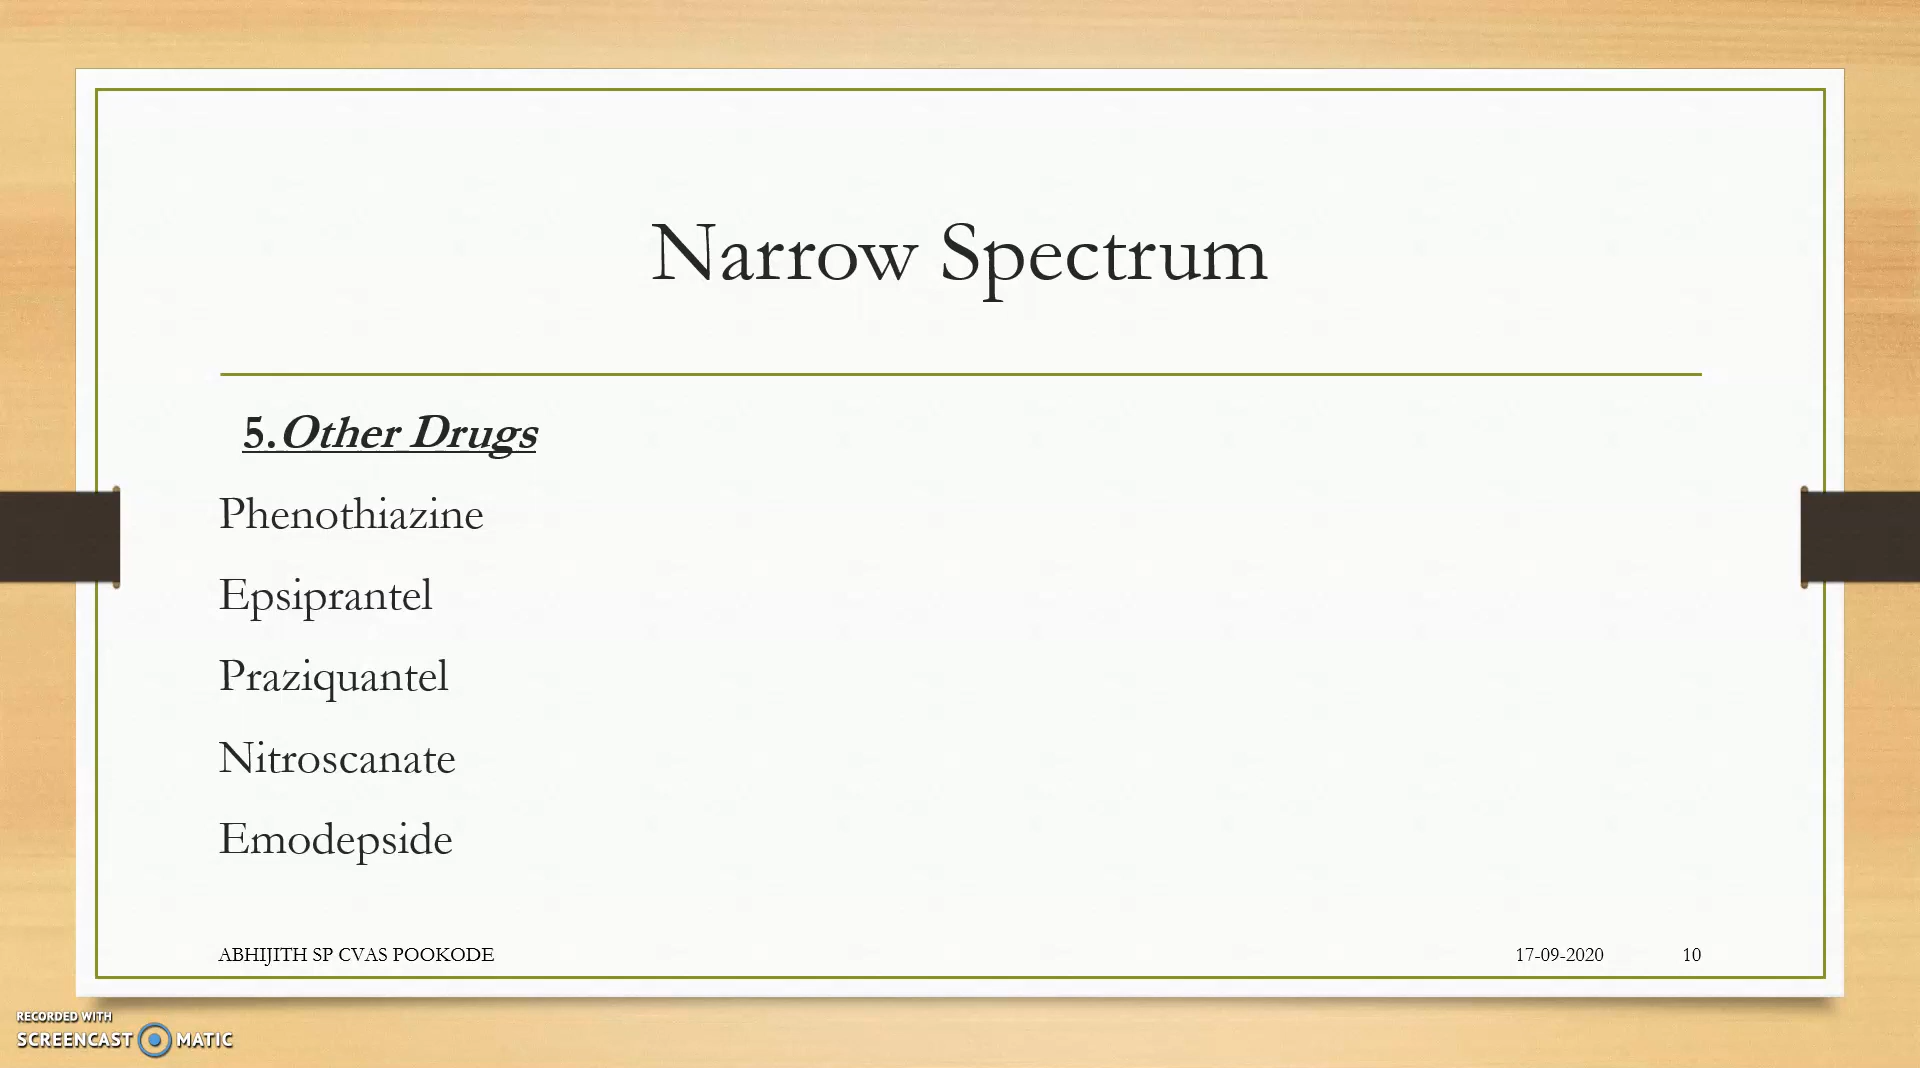 Narrow Spectrum
5.Other Drugs
Phenothiazine
Epsiprantel
Praziquantel
Nitroscanate
Emodepside
ABHIJITH SP CVAS POOKODE 17-09-2020 10
RECORDED WITH
SCREENCAST MATIC